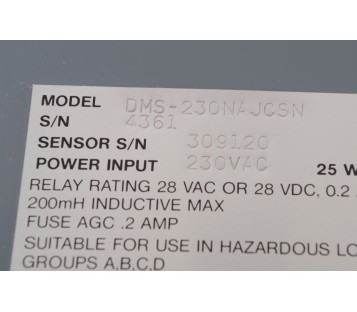 MODEL DMS-230NAJCSN
S/N 4361
SENSOR S/N 309120
POWER INPUT 230VAC 25 W
RELAY RATING 28 VAC OR 28 VDC, 0.2
200mH INDUCTIVE MAX
FUSE AGC .2 AMP
SUITABLE FOR USE IN HAZARDOUS LO
GROUPS A,B,C,D